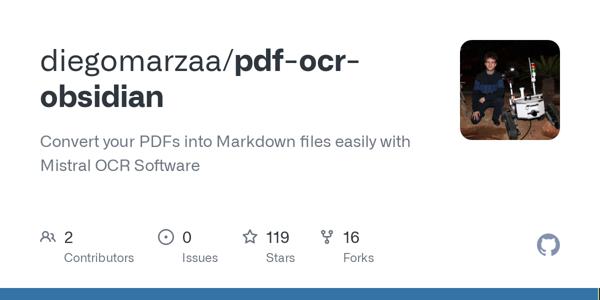 diegomarzaa/pdf-ocr-
obsidian
Convert your PDFs into Markdown files easily with
Mistral OCR Software
2 0 119 16
Contributors Issues Stars Forks